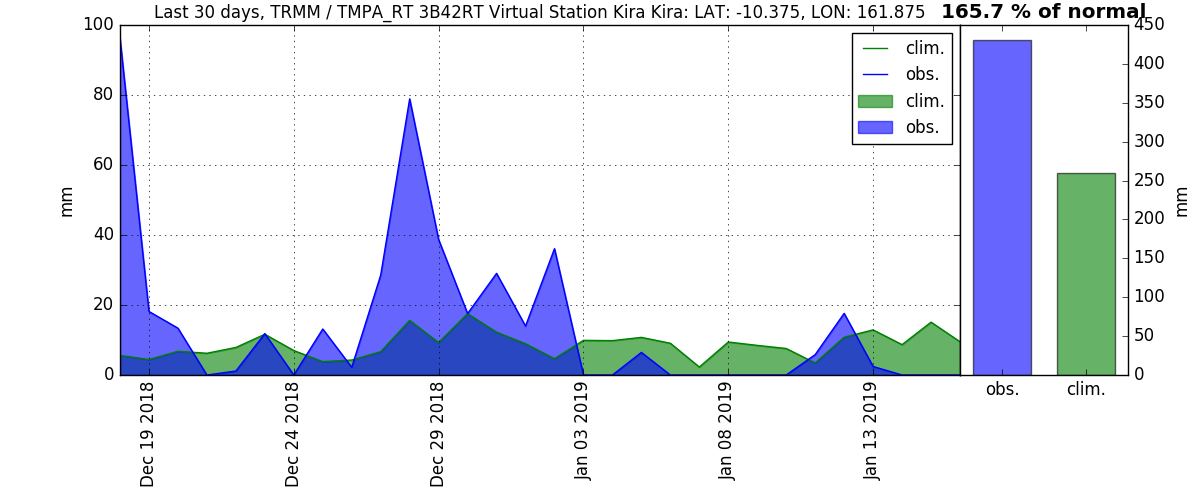 Last 30 days, TRMM / TMPA_RT 3B42RT Virtual Station Kira Kira: LAT: -10.375, LON: 161.875
165.7 % of normal
100
80
60
40
20
0
mm
clim.
obs.
clim.
obs.
450
400
350
300
250
200
150
100
50
0
mm
Dec 19 2018
Dec 24 2018
Dec 29 2018
Jan 03 2019
Jan 08 2019
Jan 13 2019
obs.
clim.